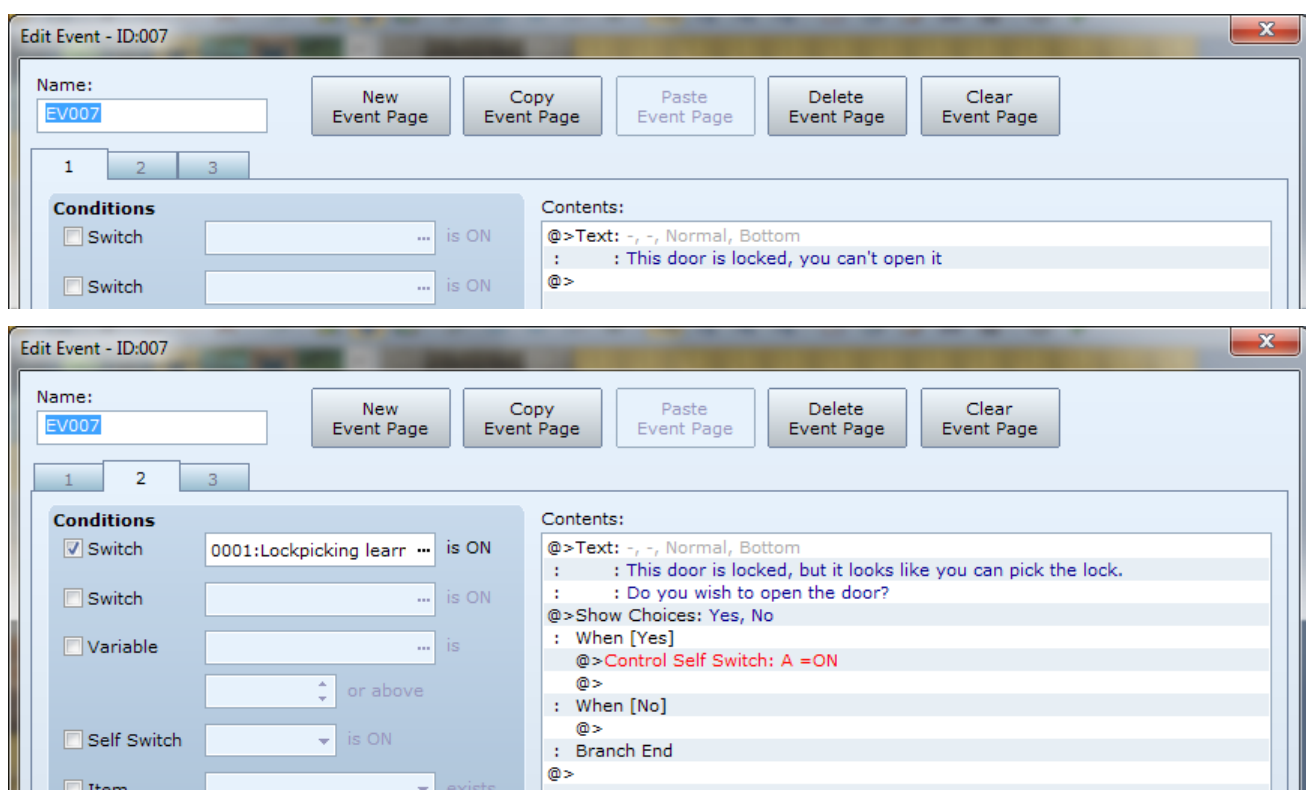 Edit Event - ID:007
x
Name:
EV007
New Event Page
Copy Event Page
Paste Event Page
Delete Event Page
Clear Event Page
1 2 3
Conditions
Contents:
Switch ... is ON
@>Text: -, -, Normal, Bottom
: : This door is locked, you can't open it
Switch ... is ON
@>
Edit Event - ID:007
x
Name:
EV007
New Event Page
Copy Event Page
Paste Event Page
Delete Event Page
Clear Event Page
1 2 3
Conditions
Switch 0001:Lockpicking learr ... is ON
Switch ... is ON
Variable ... is
or above
Self Switch is ON
Item exists
Contents:
@>Text: -, -, Normal, Bottom
: : This door is locked, but it looks like you can pick the lock.
: : Do you wish to open the door?
@>Show Choices: Yes, No
: When [Yes]
@>Control Self Switch: A =ON
@>
: When [No]
@>
: Branch End
@>